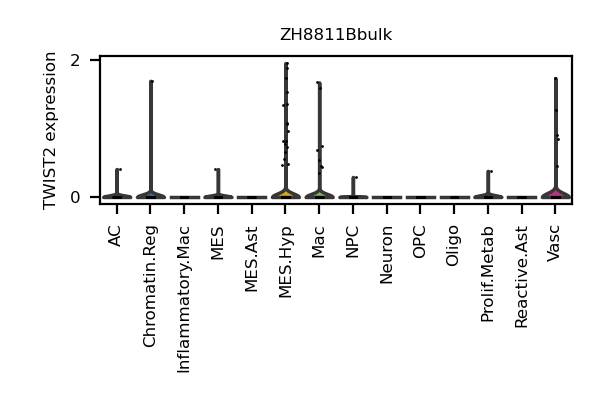 ZH8811Bbulk
TWIST2 expression
2
0
AC
Chromatin.Reg
Inflammatory.Mac
MES
MES.Ast
MES.Hyp
Mac
NPC
Neuron
OPC
Oligo
Prolif.Metab
Reactive.Ast
Vasc